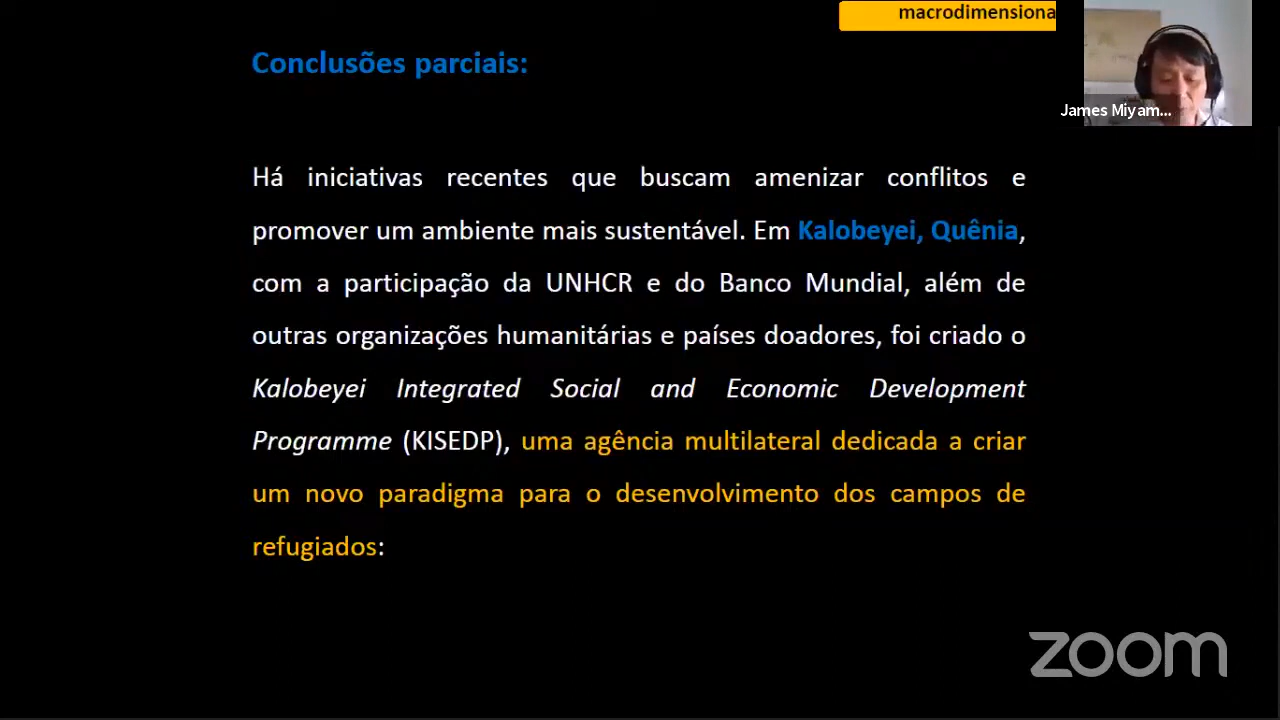 macrodimensiona
James Miyam...
Conclusões parciais:
Há iniciativas recentes que buscam amenizar conflitos e
promover um ambiente mais sustentável. Em Kalobeyei, Quênia,
com a participação da UNHCR e do Banco Mundial, além de
outras organizações humanitárias e países doadores, foi criado o
Kalobeyei Integrated Social and Economic Development
Programme (KISEDP), uma agência multilateral dedicada a criar
um novo paradigma para o desenvolvimento dos campos de
refugiados:
zoom